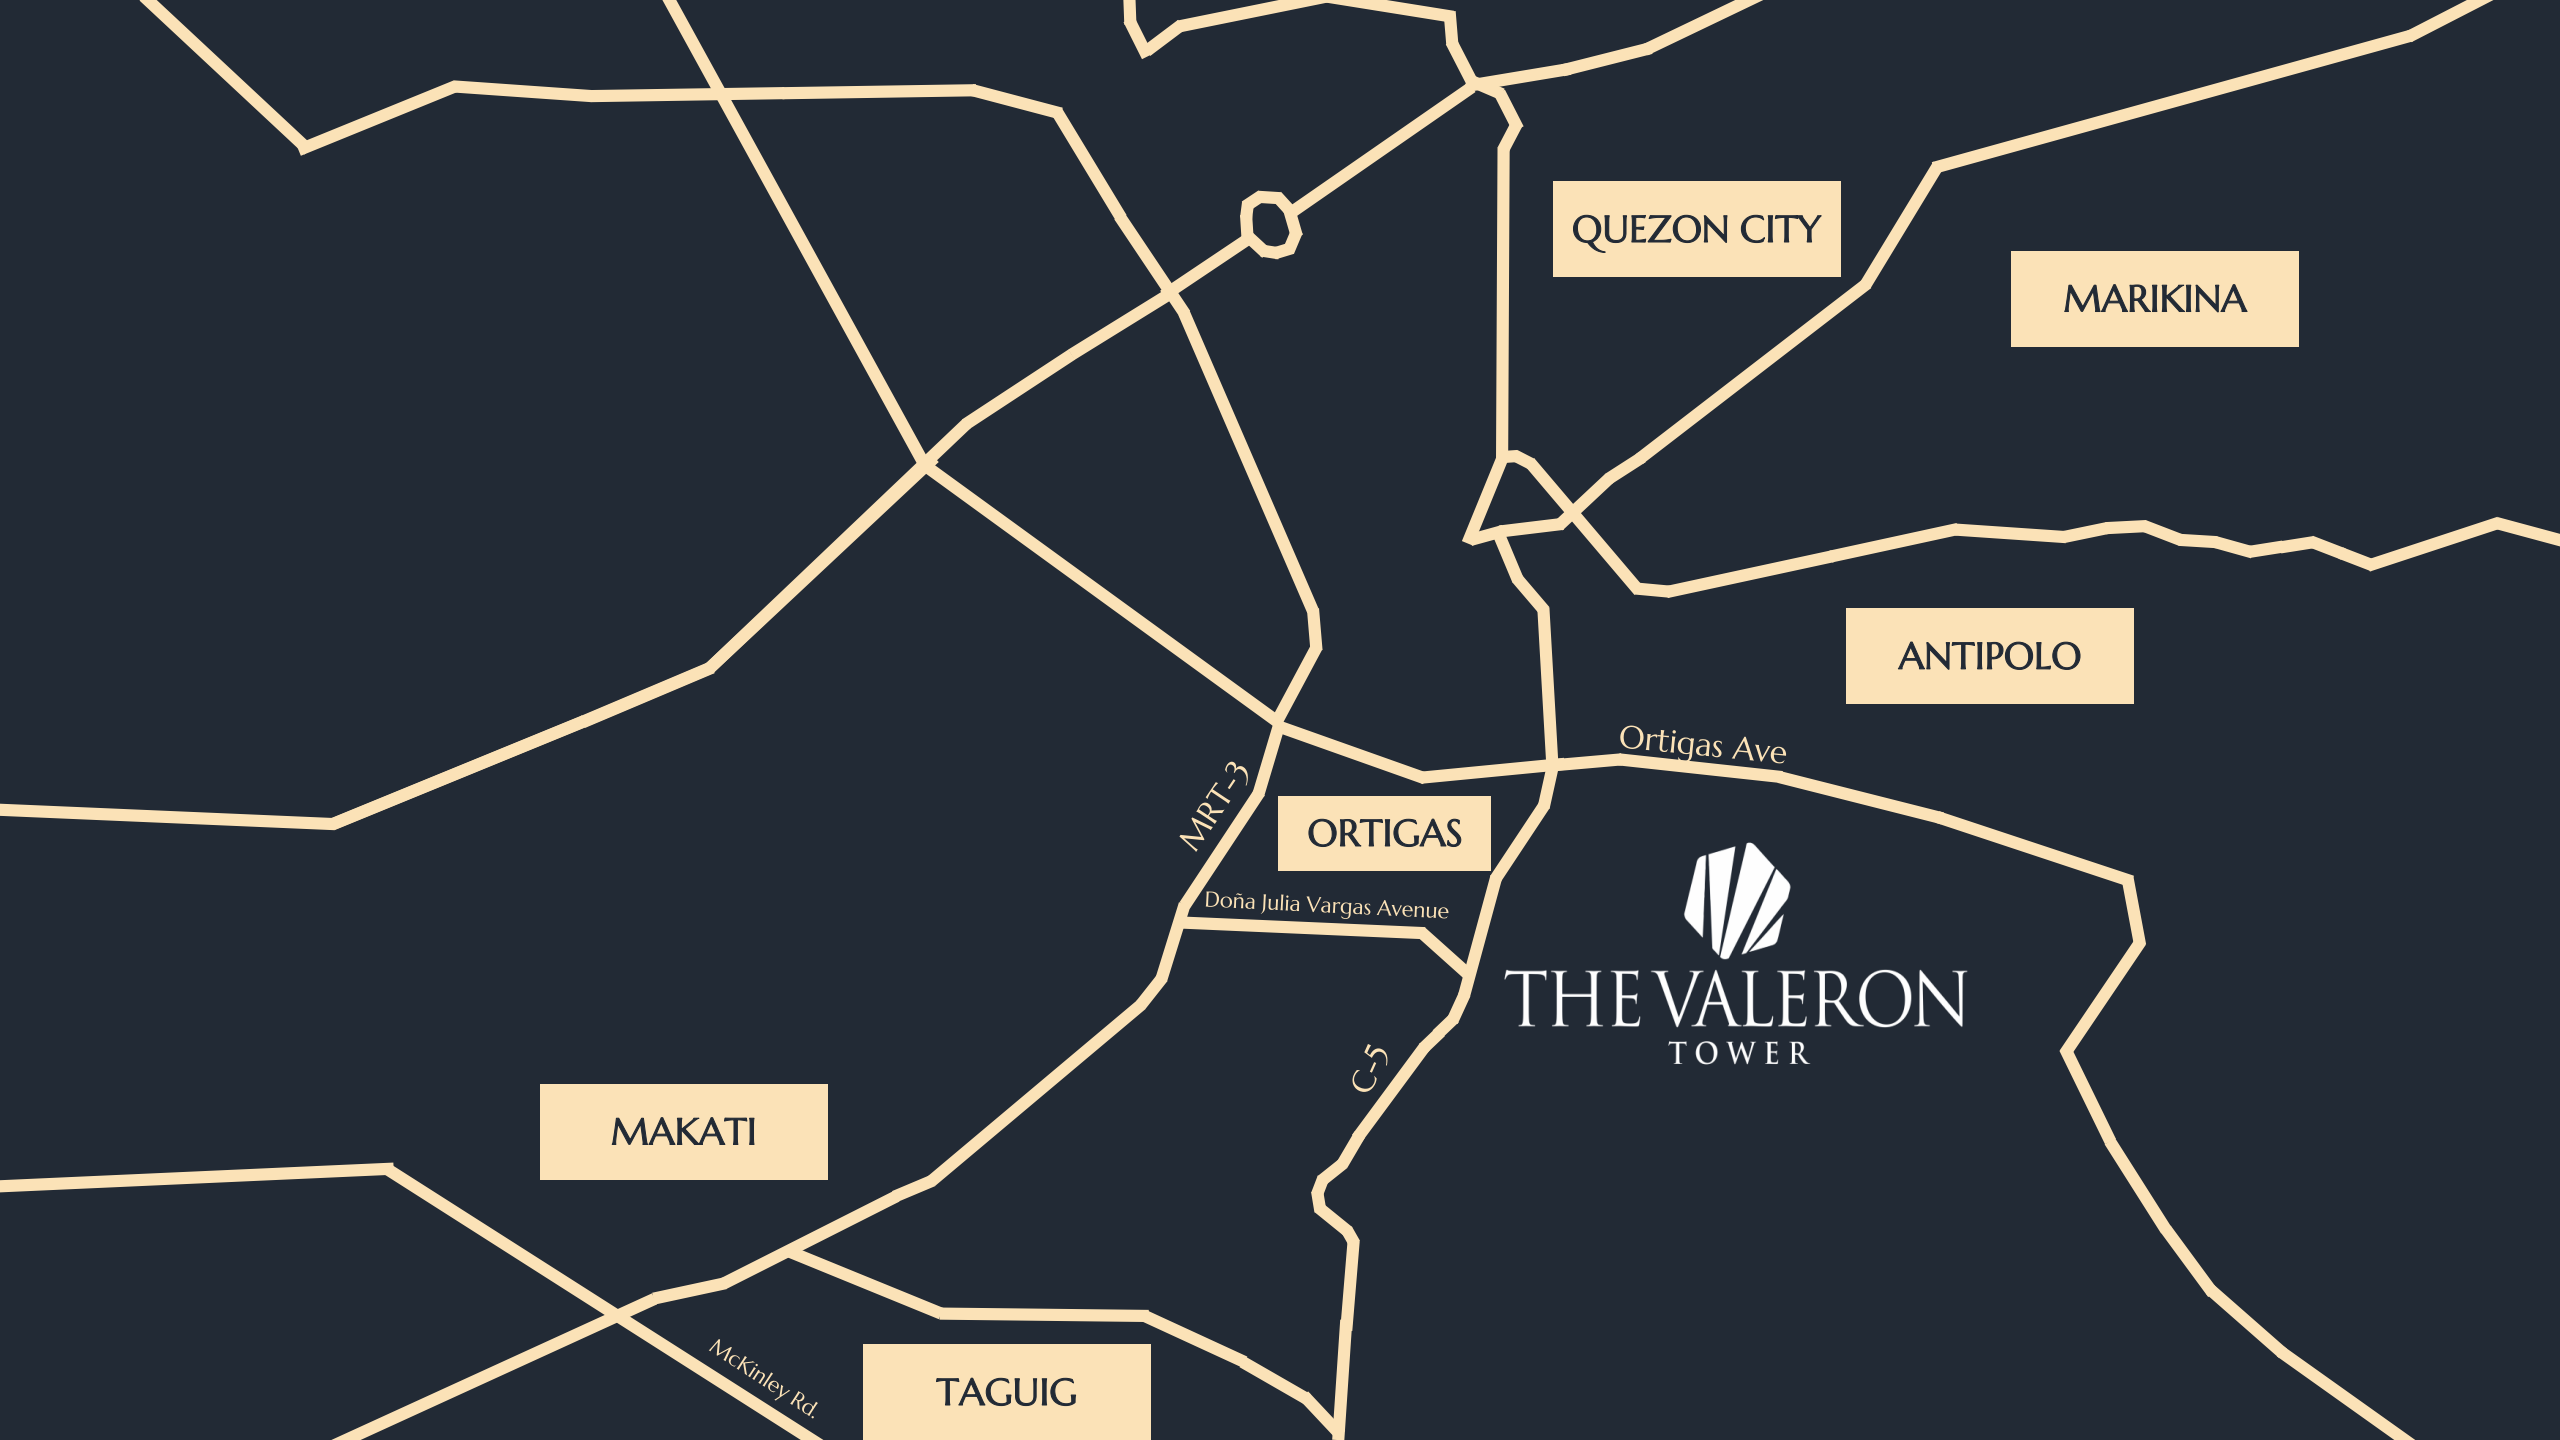 QUEZON CITY
MARIKINA
ANTIPOLO
Ortigas Ave
MRT-3
ORTIGAS
Doña Julia Vargas Avenue
THE VALERON
TOWER
C-5
MAKATI
McKinley Rd.
TAGUIG